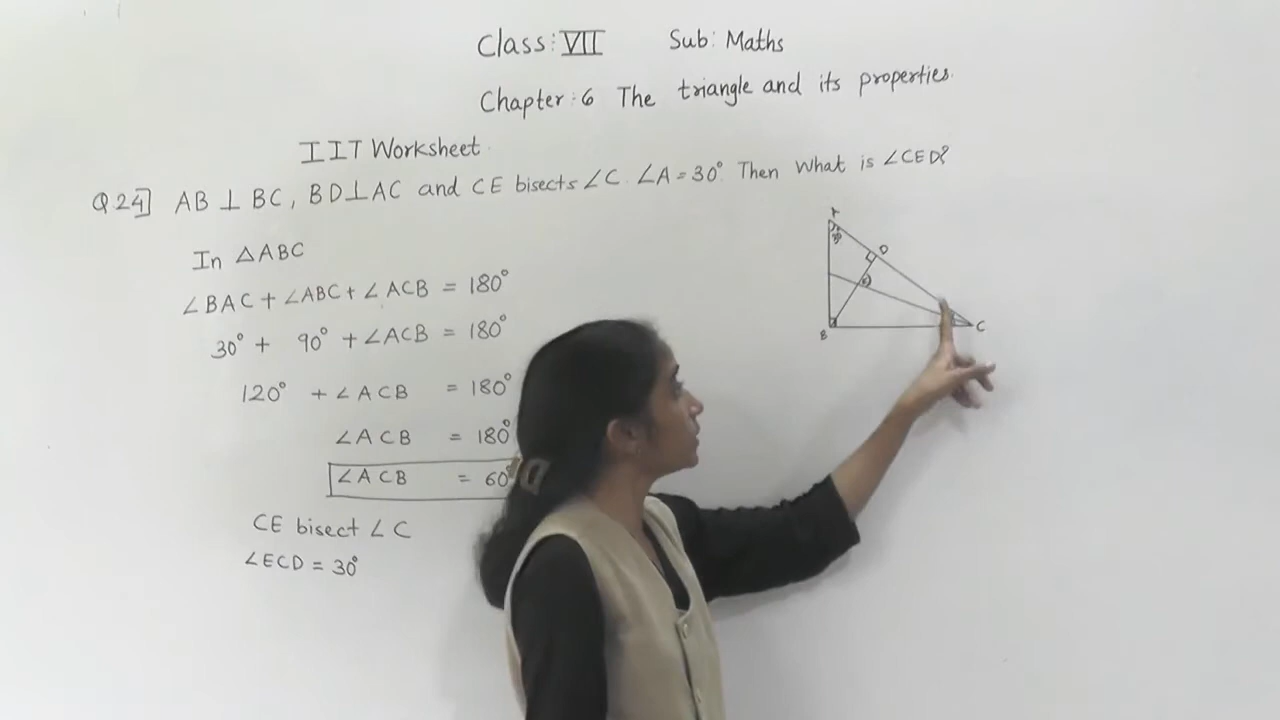 Class: VII Sub: Maths
Chapter: 6 The triangle and its properties.
IIT Worksheet
Q24] AB ⊥ BC, BD ⊥ AC and CE bisects ∠C. ∠A = 30°. Then What is ∠CED?
In △ABC
∠BAC + ∠ABC + ∠ACB = 180°
30° + 90° + ∠ACB = 180°
120° + ∠ACB = 180°
∠ACB = 180°
∠ACB = 60°
CE bisect ∠C
∠ECD = 30°
A
30°
D
E
B
C